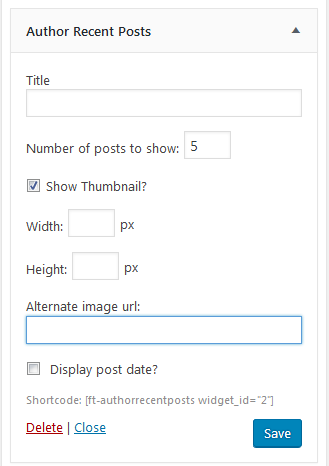 Author Recent Posts
Title
Number of posts to show: 5
Show Thumbnail?
Width: px
Height: px
Alternate image url:
Display post date?
Shortcode: [ft-authorrecentposts widget_id="2"]
Delete | Close Save